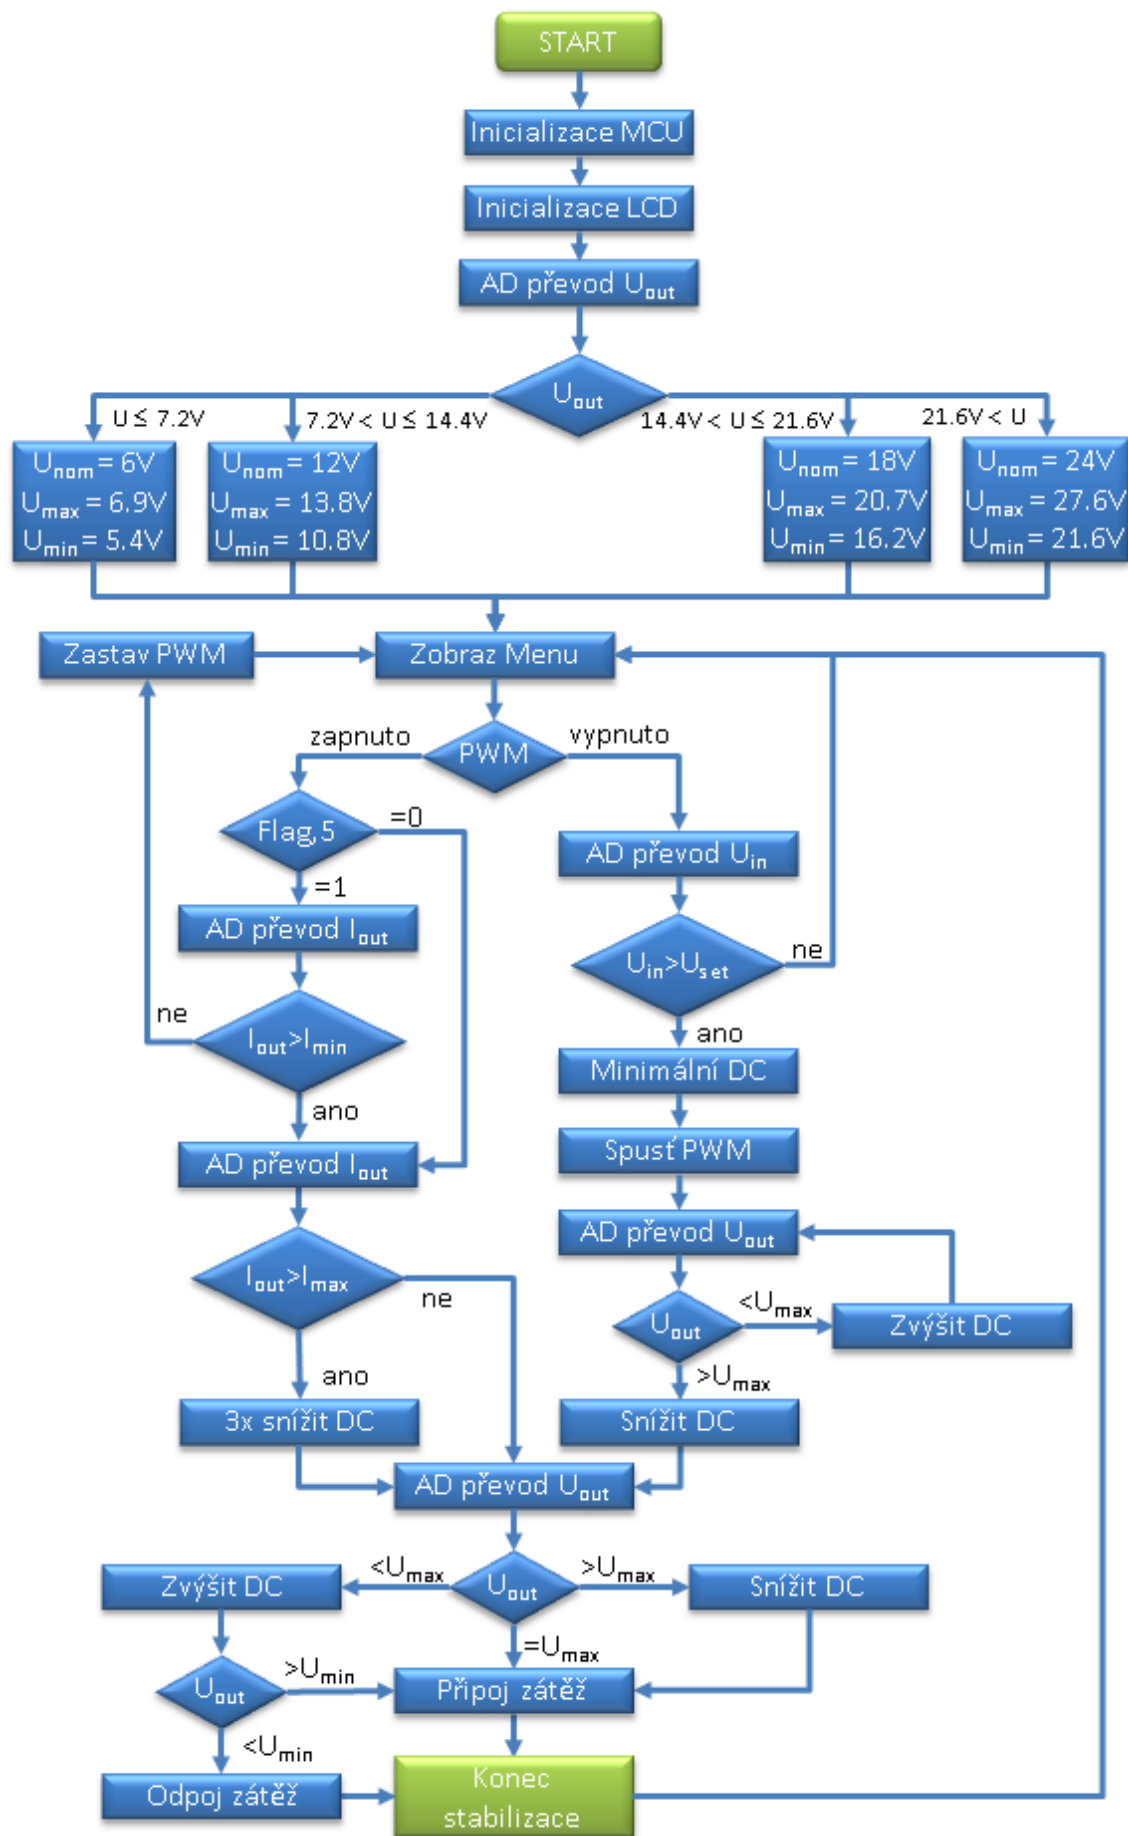 START
Inicializace MCU
Inicializace LCD
AD převod Uout
Uout
U ≤ 7.2V
7.2V < U ≤ 14.4V
14.4V < U ≤ 21.6V
21.6V < U
Unom = 6V
Umax = 6.9V
Umin = 5.4V
Unom = 12V
Umax = 13.8V
Umin = 10.8V
Unom = 18V
Umax = 20.7V
Umin = 16.2V
Unom = 24V
Umax = 27.6V
Umin = 21.6V
Zastav PWM
Zobraz Menu
zapnuto
PWM
vypnuto
Flag,5
=0
=1
AD převod Iout
ne
Iout>Imin
ano
AD převod Iout
Iout>Imax
ne
ano
3x snížit DC
AD převod Uin
Uin>Uset
ne
ano
Minimální DC
Spusť PWM
AD převod Uout
Uout
<Umax
Zvýšit DC
>Umax
Snížit DC
AD převod Uout
Zvýšit DC
<Umax
Uout
>Umax
Snížit DC
=Umax
Uout
>Umin
Připoj zátěž
<Umin
Odpoj zátěž
Konec
stabilizace